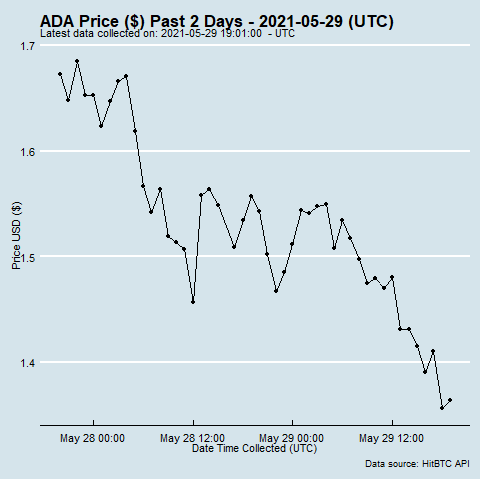 ADA Price ($) Past 2 Days - 2021-05-29 (UTC)
Latest data collected on: 2021-05-29 19:01:00 - UTC
1.7
1.6
1.5
1.4
Price USD ($)
May 28 00:00
May 28 12:00
May 29 00:00
May 29 12:00
Date Time Collected (UTC)
Data source: HitBTC API